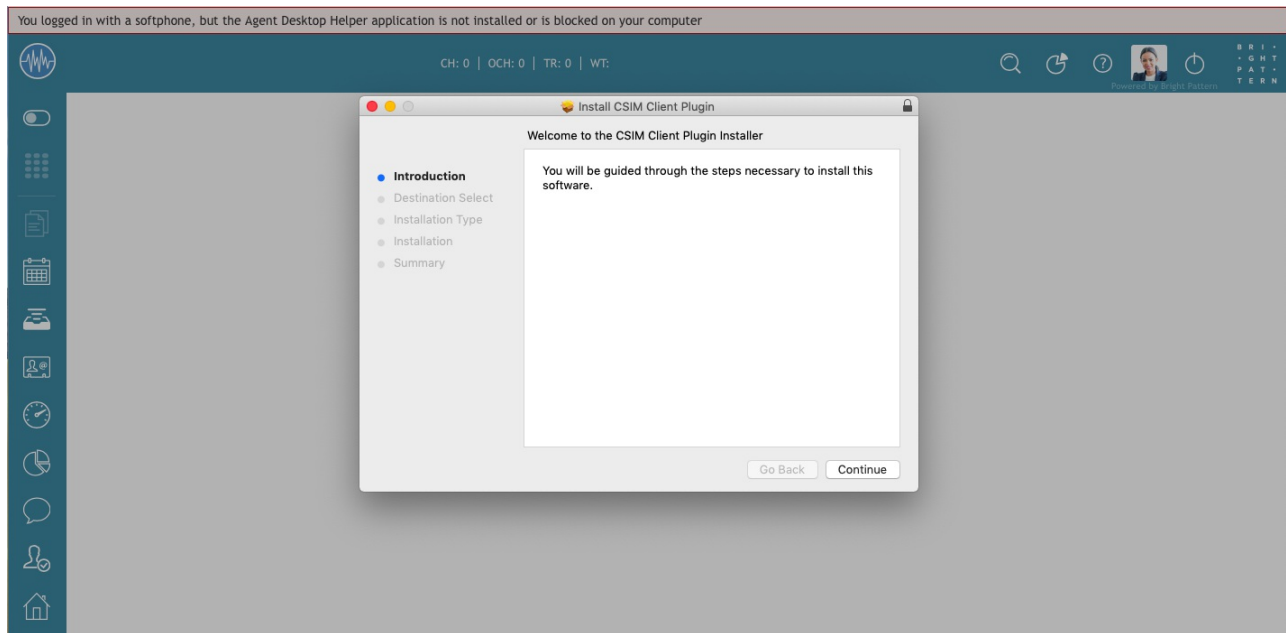 You logged in with a softphone, but the Agent Desktop Helper application is not installed or is blocked on your computer
CH: 0 | OCH: 0 | TR: 0 | WT:
BRI·
·GHT
PAT·
TERN
Powered by Bright Pattern
Install CSIM Client Plugin
Welcome to the CSIM Client Plugin Installer
Introduction
Destination Select
Installation Type
Installation
Summary
You will be guided through the steps necessary to install this
software.
Go Back
Continue